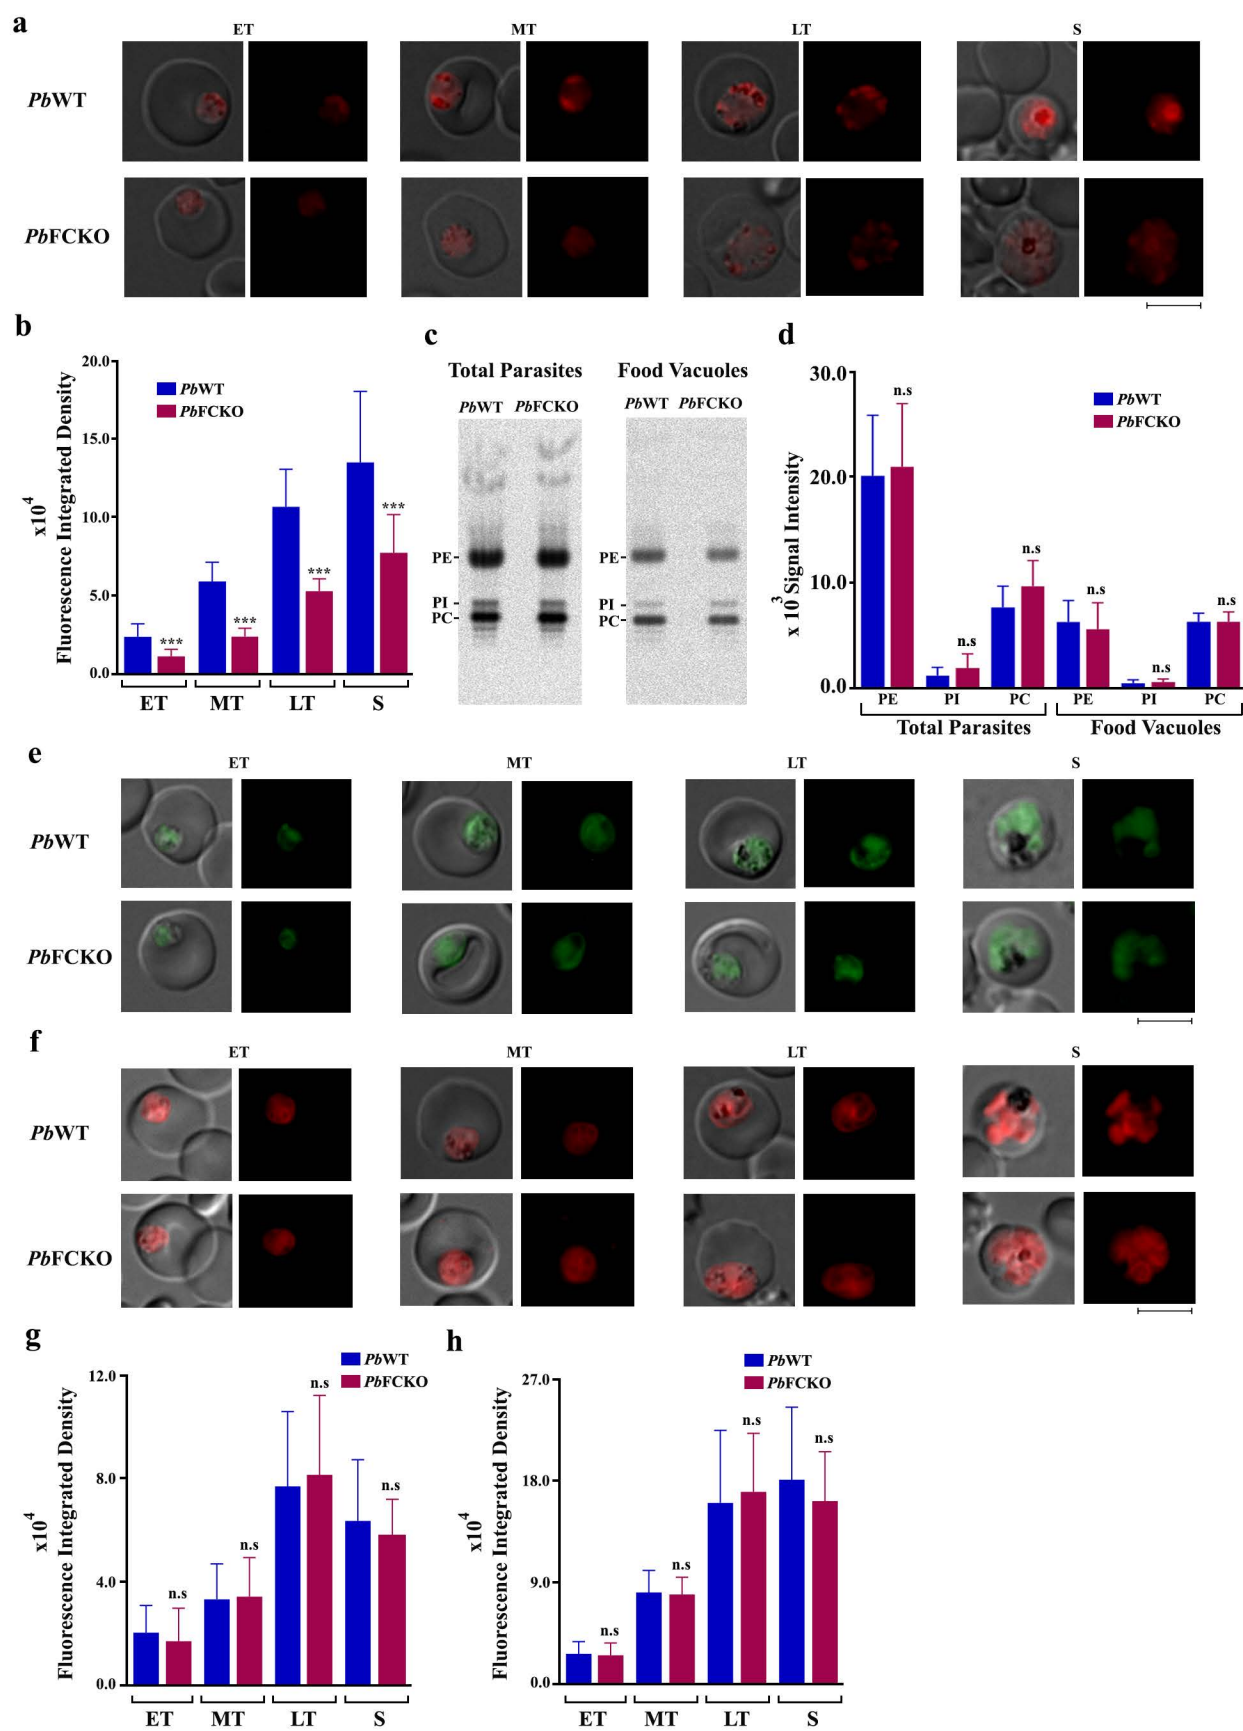 a
ET MT LT S
PbWT
PbFCKO
b
x10^4
Fluorescence Integrated Density
20.0
15.0
10.0
5.0
0.0
PbWT
PbFCKO
*** *** *** ***
ET MT LT S
c
Total Parasites Food Vacuoles
PbWT PbFCKO PbWT PbFCKO
PE PE
PI PI
PC PC
d
x 10^3 Signal Intensity
30.0
20.0
10.0
0.0
PbWT
PbFCKO
n.s n.s n.s n.s n.s n.s
PE PI PC PE PI PC
Total Parasites Food Vacuoles
e
ET MT LT S
PbWT
PbFCKO
f
ET MT LT S
PbWT
PbFCKO
g
x10^4
Fluorescence Integrated Density
12.0
8.0
4.0
0.0
PbWT
PbFCKO
n.s n.s n.s n.s
ET MT LT S
h
x10^4
Fluorescence Integrated Density
27.0
18.0
9.0
0.0
PbWT
PbFCKO
n.s n.s n.s n.s
ET MT LT S